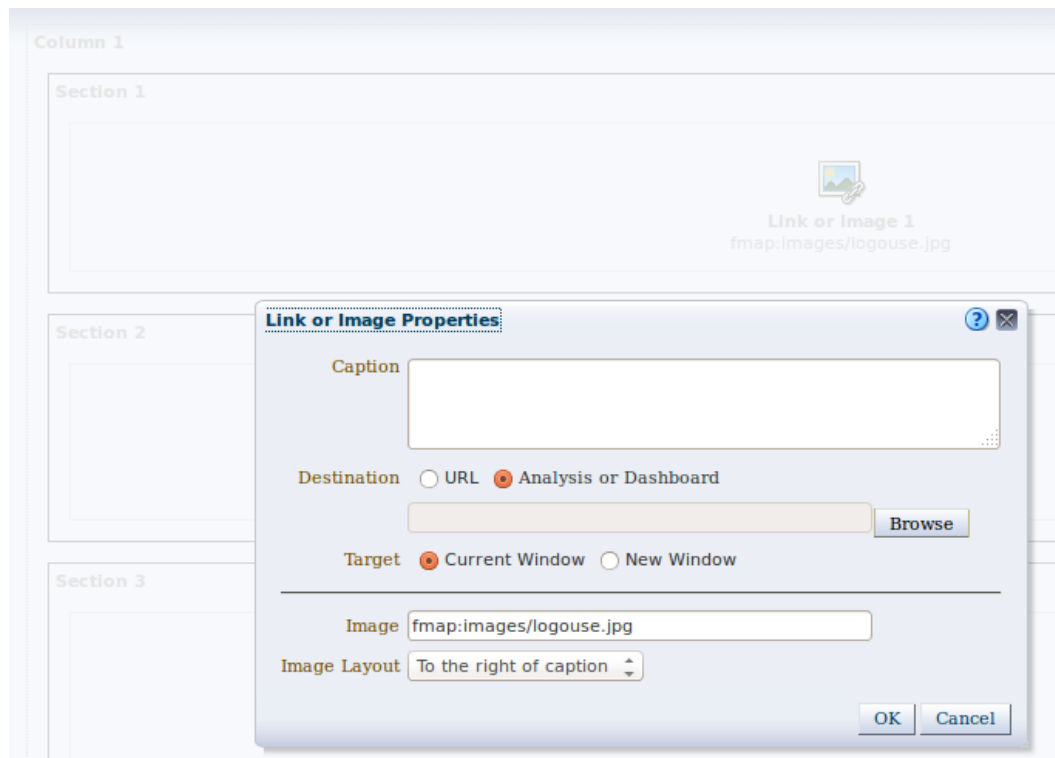 Column 1
Section 1
Link or Image 1
fmap:images/logouse.jpg
Section 2
Link or Image Properties
?
Caption
Destination URL Analysis or Dashboard
Browse
Target Current Window New Window
Section 3
Image fmap:images/logouse.jpg
Image Layout To the right of caption
OK Cancel